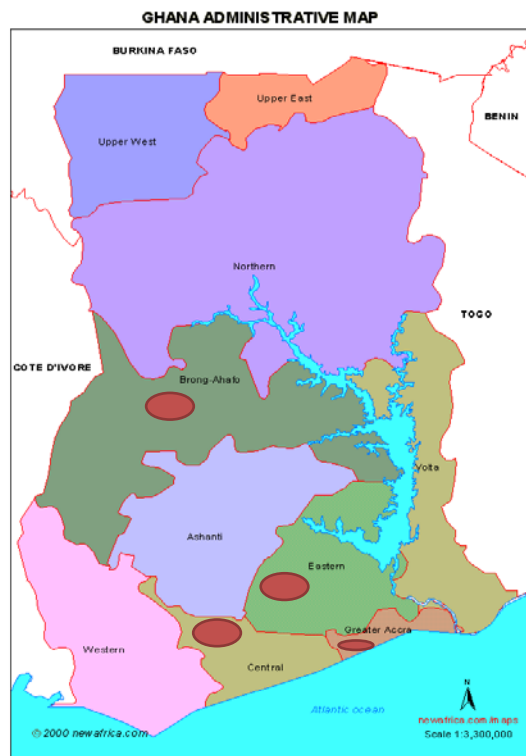 GHANA ADMINISTRATIVE MAP
BURKINA FASO
Upper East
BENIN
Upper West
Northern
TOGO
COTE D'IVORE
Brong-Ahafo
Volta
Ashanti
Eastern
Greater Accra
Western
Central
N
Atlantic ocean
newafrica.com/maps
© 2000 newafrica.com
Scale 1:3,300,000